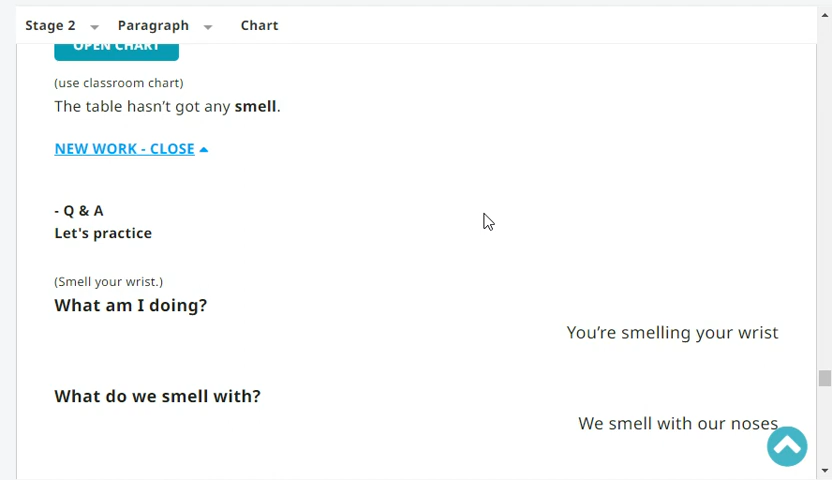 Stage 2 Paragraph Chart
OPEN CHART
(use classroom chart)
The table hasn't got any smell.
NEW WORK - CLOSE
- Q & A
Let's practice
(Smell your wrist.)
What am I doing?
You're smelling your wrist
What do we smell with?
We smell with our noses